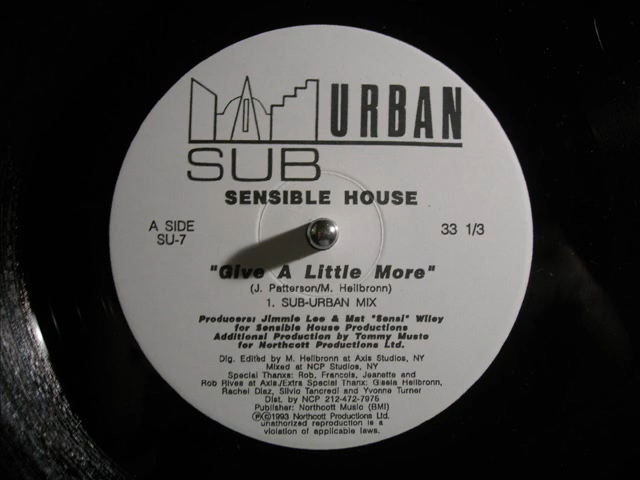 URBAN
SUB
SENSIBLE HOUSE
A SIDE
SU-7
33 1/3
"Give A Little More"
(J. Patterson/M. Heilbronn)
1. SUB-URBAN MIX
Producers: Jimmie Lee & Mat "Sensi" Wiley
for Sensible House Productions
Additional Production by Tommy Musto
for Northcott Productions Ltd.
Dig. Edited by M. Heilbronn at Axis Studios, NY
Mixed at NCP Studios, NY
Special Thanx: Rob, Francois, Jeanette and
Rob Rives at Axis/Extra Special Thanx: Gisela Heilbronn,
Rachel Diaz, Silvio Tancredi and Yvonne Turner
Dist. by NCP 212-472-7975
Publisher: Northcott Music (BMI)
℗©1993 Northcott Productions Ltd.
unathorized reproduction is a
violation of applicable laws.